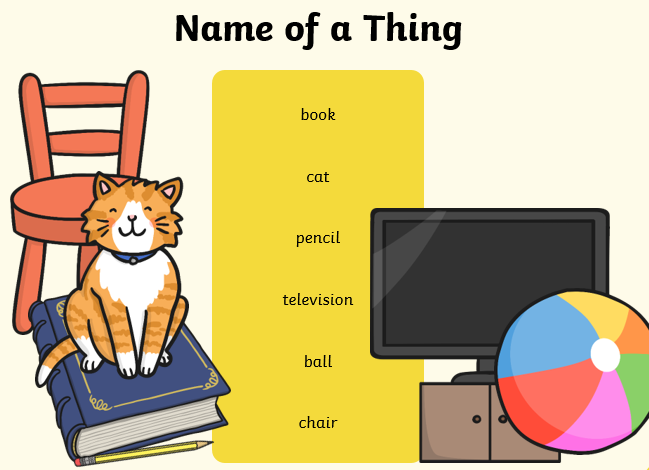 Name of a Thing
book
cat
pencil
television
ball
chair